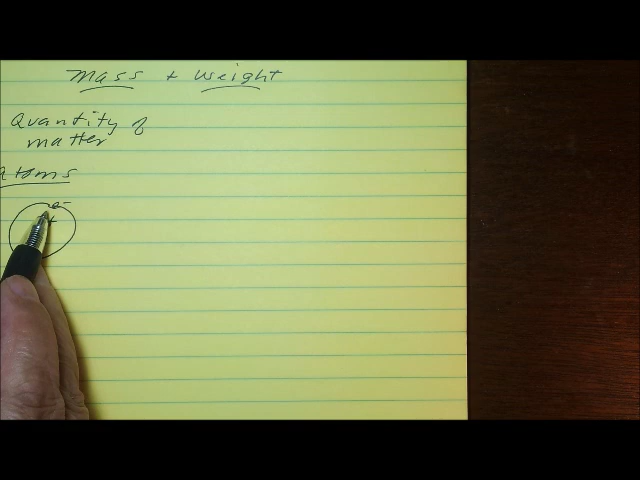 Mass + Weight
Quantity of
matter
atoms
e-
+